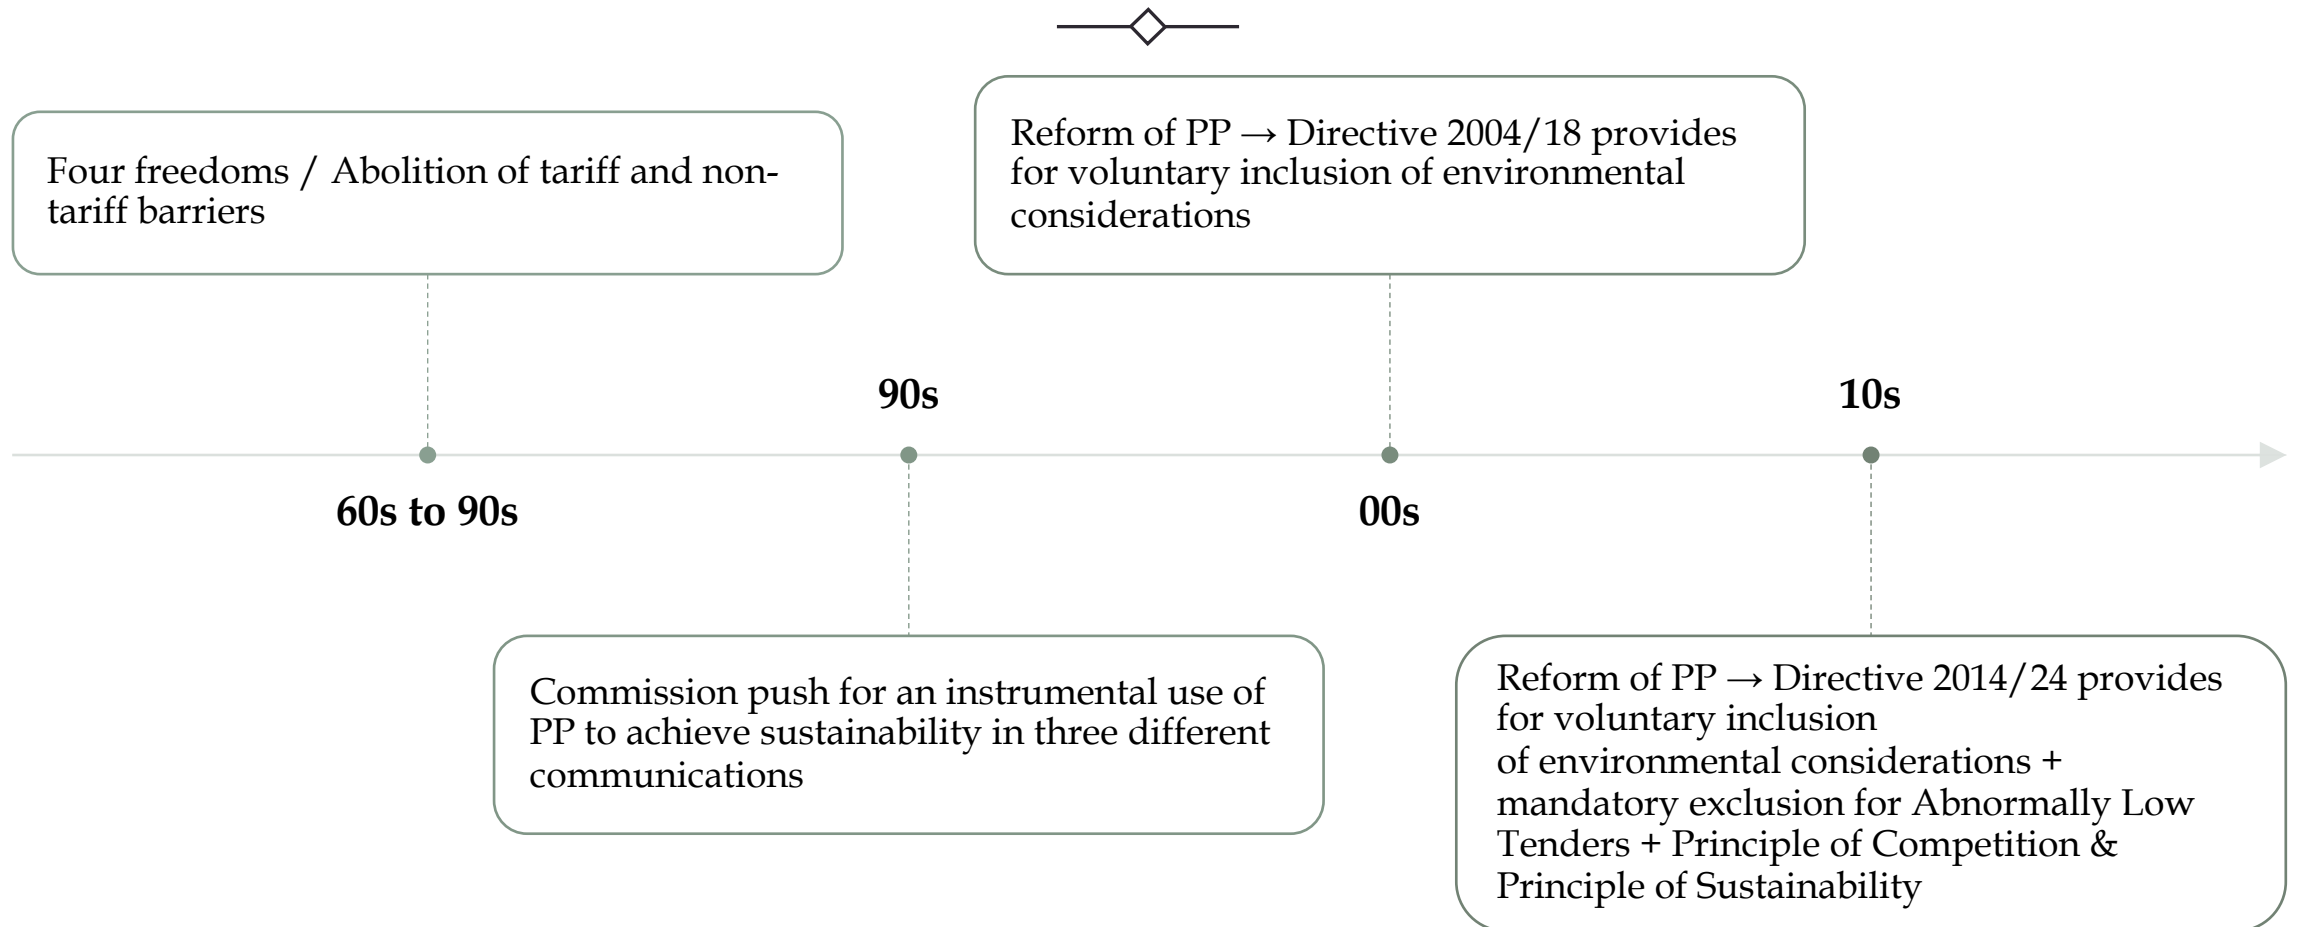 Four freedoms / Abolition of tariff and non-
tariff barriers
60s to 90s
90s
Commission push for an instrumental use of
PP to achieve sustainability in three different
communications
Reform of PP → Directive 2004/18 provides
for voluntary inclusion of environmental
considerations
00s
10s
Reform of PP → Directive 2014/24 provides
for voluntary inclusion
of environmental considerations +
mandatory exclusion for Abnormally Low
Tenders + Principle of Competition &
Principle of Sustainability